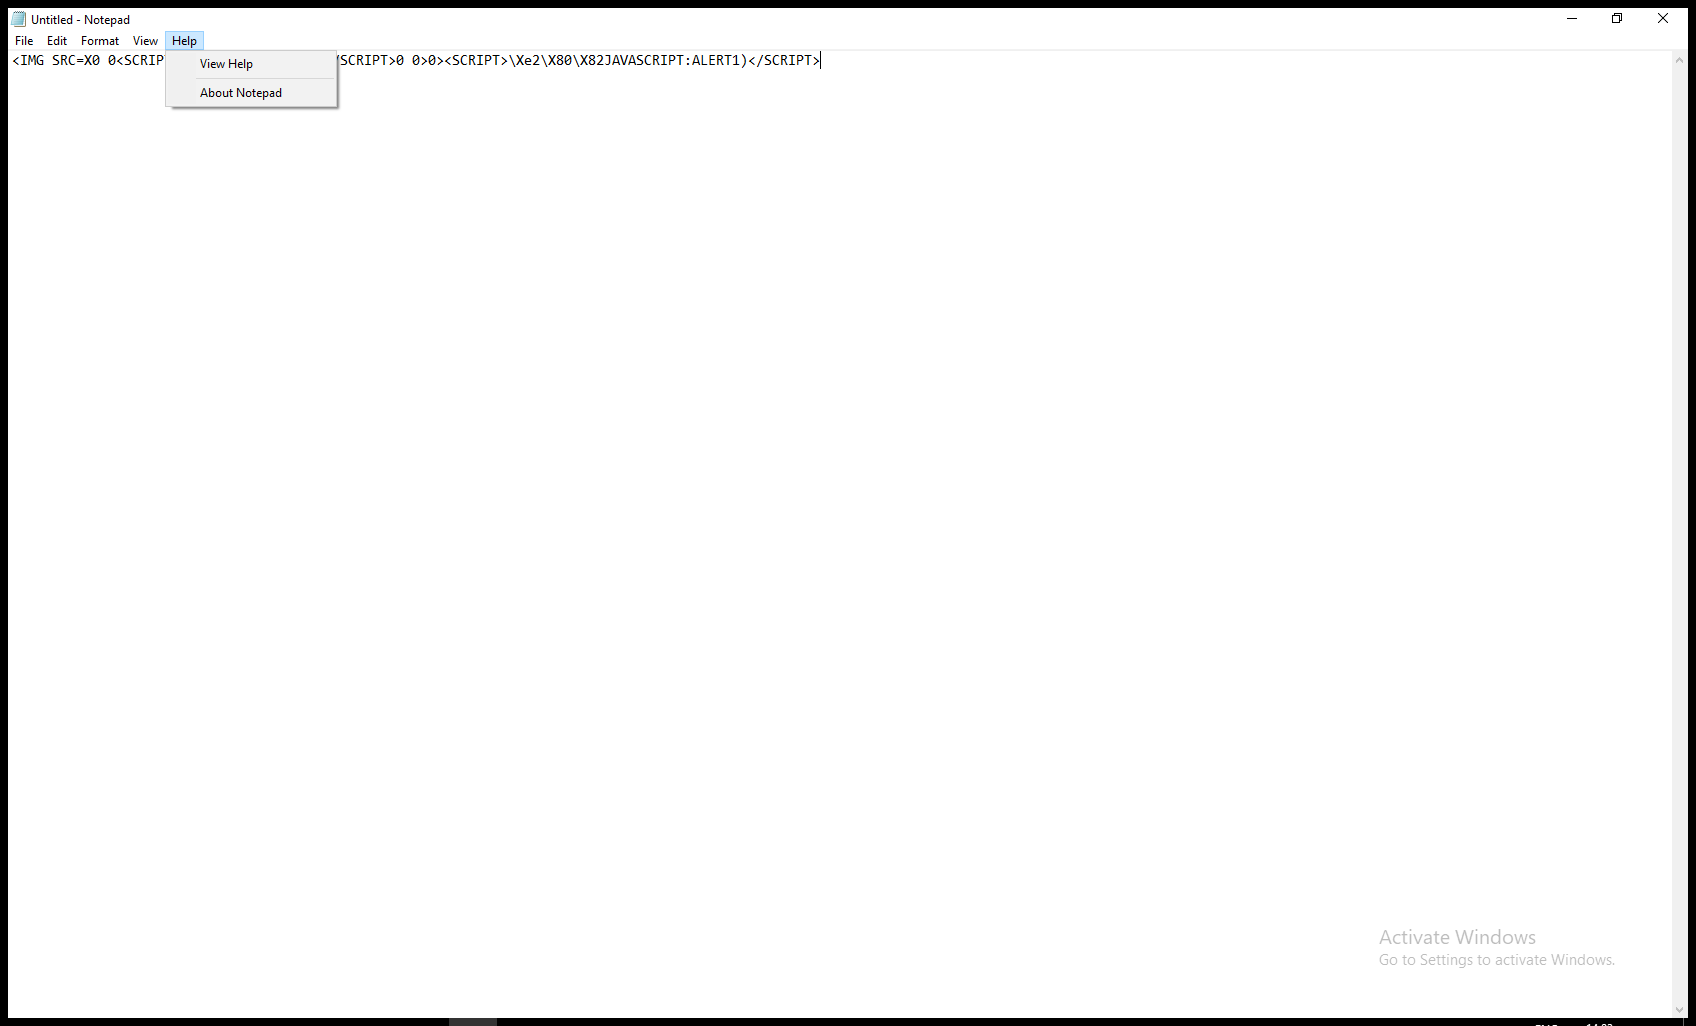 Untitled - Notepad
File Edit Format View Help
<IMG SRC=X0 0<SCRIP SCRIPT>0 0>0><SCRIPT>\Xe2\X80\X82JAVASCRIPT:ALERT1)</SCRIPT>
View Help
About Notepad
Activate Windows
Go to Settings to activate Windows.